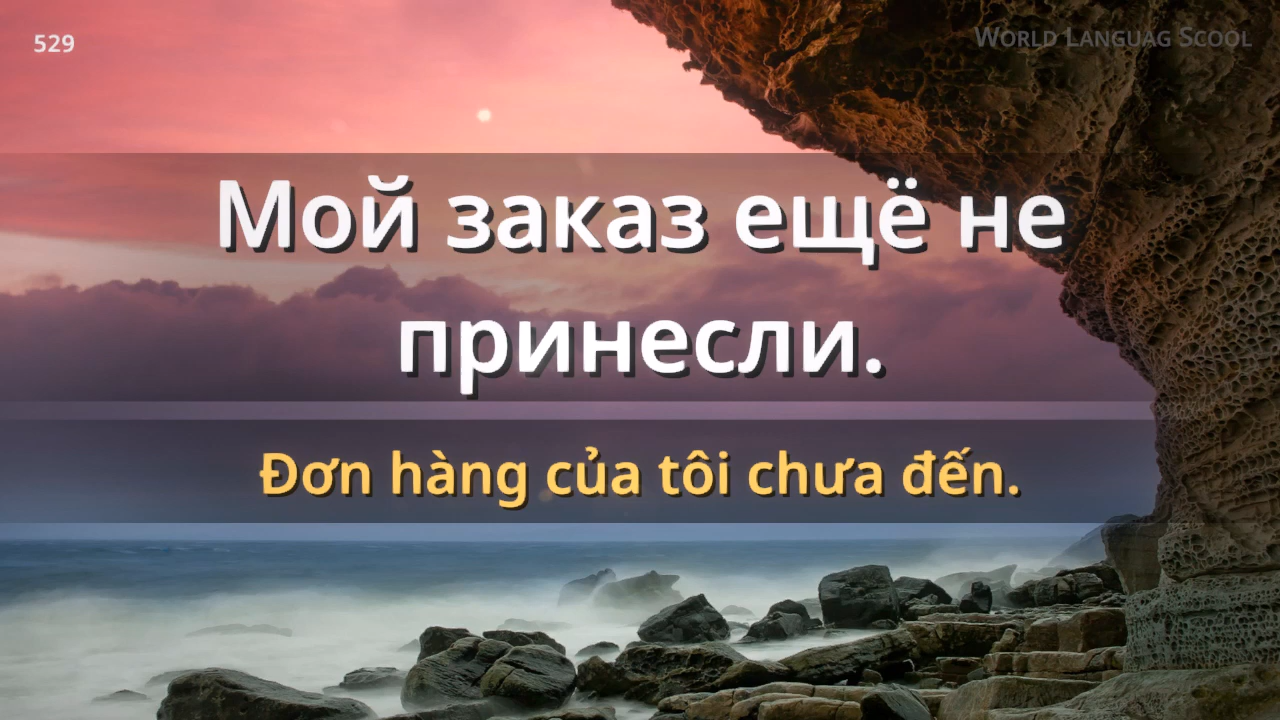 529
World Languag Scool
Мой заказ ещё не
принесли.
Đơn hàng của tôi chưa đến.